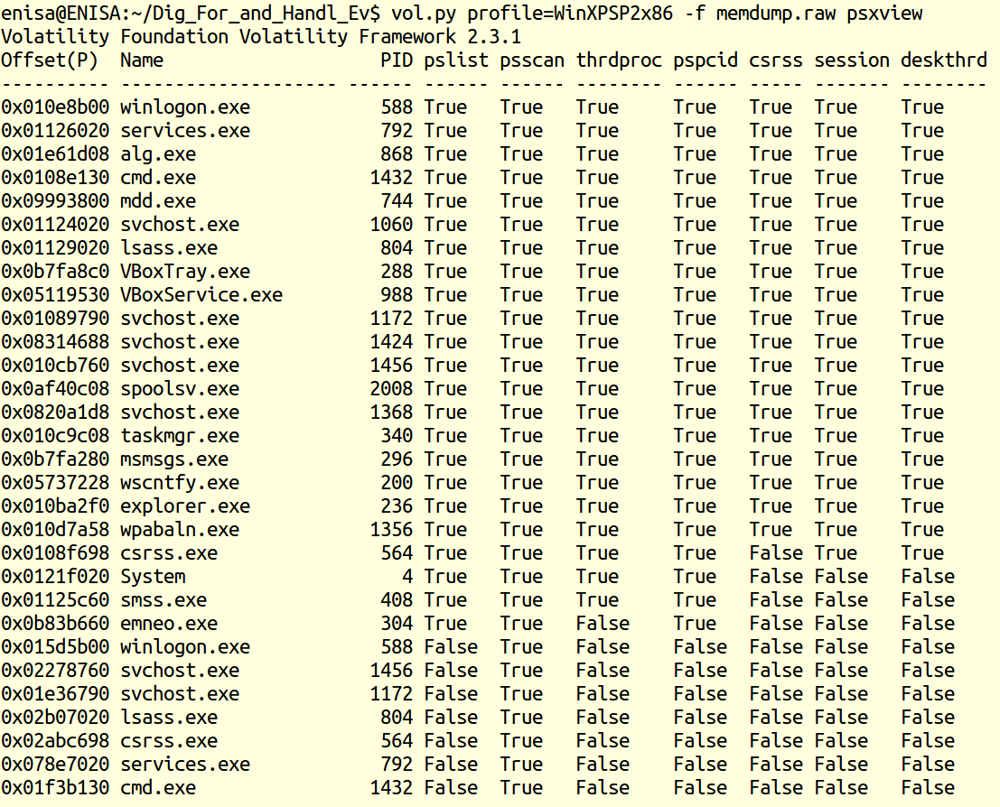 enisa@ENISA:~/Dig_For_and_Handl_Ev$ vol.py profile=WinXPSP2x86 -f memdump.raw psxview
Volatility Foundation Volatility Framework 2.3.1
Offset(P)  Name                    PID pslist psscan thrdproc pspcid csrss session deskthrd
---------- -------------------- ------ ------ ------ -------- ------ ----- ------- --------
0x010e8b00 winlogon.exe            588 True   True   True     True   True  True    True
0x01126020 services.exe            792 True   True   True     True   True  True    True
0x01e61d08 alg.exe                 868 True   True   True     True   True  True    True
0x0108e130 cmd.exe                1432 True   True   True     True   True  True    True
0x09993800 mdd.exe                 744 True   True   True     True   True  True    True
0x01124020 svchost.exe            1060 True   True   True     True   True  True    True
0x01129020 lsass.exe               804 True   True   True     True   True  True    True
0x0b7fa8c0 VBoxTray.exe            288 True   True   True     True   True  True    True
0x05119530 VBoxService.exe         988 True   True   True     True   True  True    True
0x01089790 svchost.exe            1172 True   True   True     True   True  True    True
0x08314688 svchost.exe            1424 True   True   True     True   True  True    True
0x010cb760 svchost.exe            1456 True   True   True     True   True  True    True
0x0af40c08 spoolsv.exe            2008 True   True   True     True   True  True    True
0x0820a1d8 svchost.exe            1368 True   True   True     True   True  True    True
0x010c9c08 taskmgr.exe             340 True   True   True     True   True  True    True
0x0b7fa280 msmsgs.exe              296 True   True   True     True   True  True    True
0x05737228 wscntfy.exe             200 True   True   True     True   True  True    True
0x010ba2f0 explorer.exe            236 True   True   True     True   True  True    True
0x010d7a58 wpabaln.exe            1356 True   True   True     True   True  True    True
0x0108f698 csrss.exe               564 True   True   True     True   False True    True
0x0121f020 System                    4 True   True   True     True   False False   False
0x01125c60 smss.exe                408 True   True   True     True   False False   False
0x0b83b660 emneo.exe               304 True   True   False    True   False False   False
0x015d5b00 winlogon.exe            588 False  True   False    False  False False   False
0x02278760 svchost.exe            1456 False  True   False    False  False False   False
0x01e36790 svchost.exe            1172 False  True   False    False  False False   False
0x02b07020 lsass.exe               804 False  True   False    False  False False   False
0x02abc698 csrss.exe               564 False  True   False    False  False False   False
0x078e7020 services.exe            792 False  True   False    False  False False   False
0x01f3b130 cmd.exe                1432 False  True   False    False  False False   False